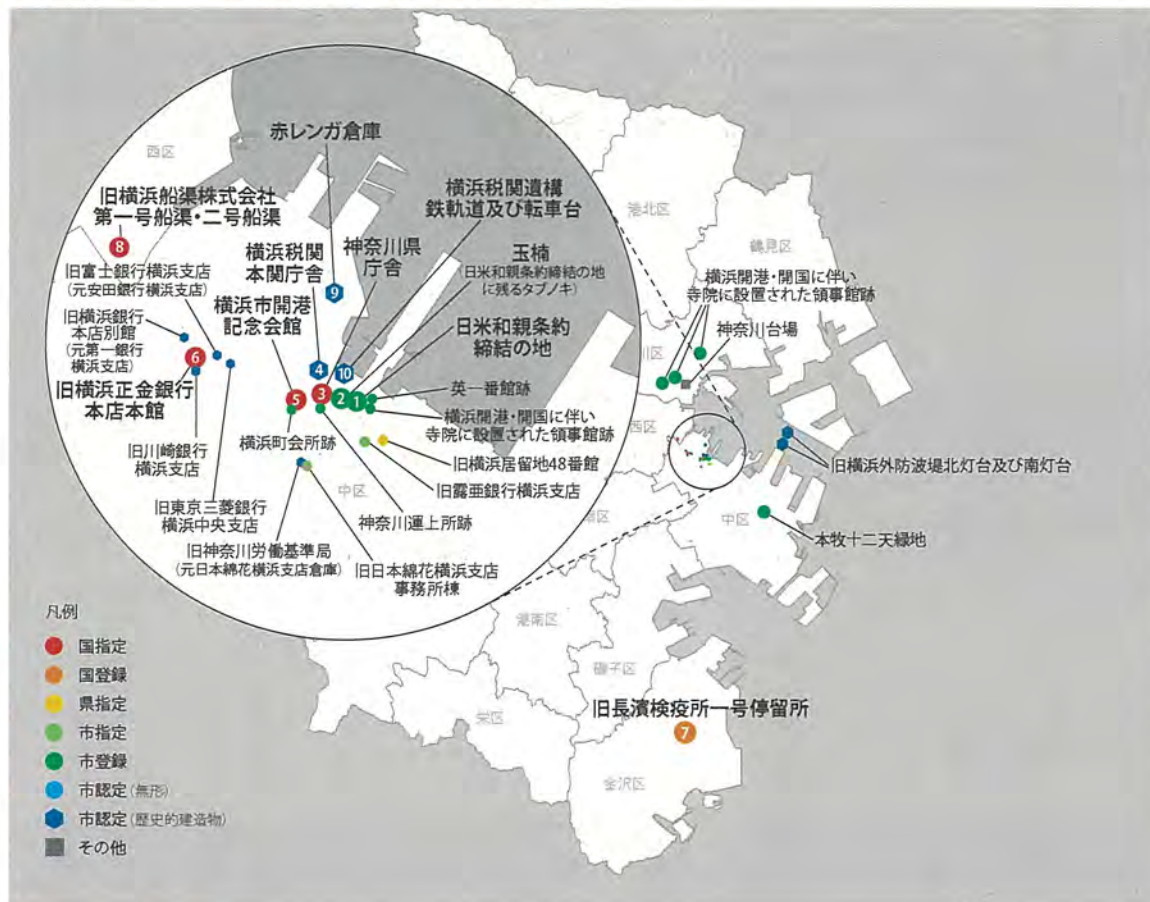 西区
赤レンガ倉庫
旧横浜船渠株式会社
第一号船渠・二号船渠
8
横浜税関遺構
鉄軌道及び転車台
横浜税関
本関庁舎
神奈川県
庁舎
玉楠
(日米和親条約締結の地
に残るタブノキ)
旧富士銀行横浜支店
(元安田銀行横浜支店)
9
横浜市開港
記念会館
日米和親条約
締結の地
旧横浜銀行
本店別館
(元第一銀行
横浜支店)
6
4
10
5
3
2
1
旧横浜正金銀行
本店本館
英一番館跡
横浜開港・開国に伴い
寺院に設置された領事館跡
旧川崎銀行
横浜支店
横浜町会所跡
旧横浜居留地48番館
中区
旧露亜銀行横浜支店
旧東京三菱銀行
横浜中央支店
神奈川運上所跡
旧神奈川労働基準局
(元日本綿花横浜支店倉庫)
旧日本綿花横浜支店
事務所棟
港北区
鶴見区
横浜開港・開国に伴い
寺院に設置された領事館跡
神奈川台場
川区
西区
旧横浜外防波堤北灯台及び南灯台
中区
本牧十二天緑地
港南区
磯子区
栄区
旧長濱検疫所一号停留所
7
金沢区
凡例
国指定
国登録
県指定
市指定
市登録
市認定(無形)
市認定(歴史的建造物)
その他